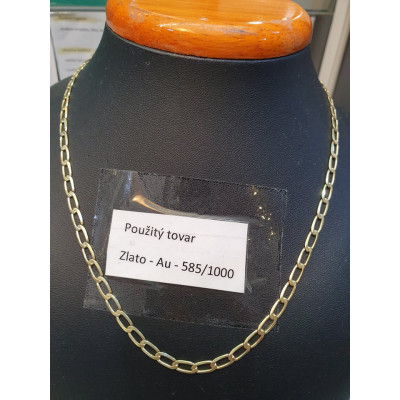 Použitý tovar
Zlato - Au - 585/1000